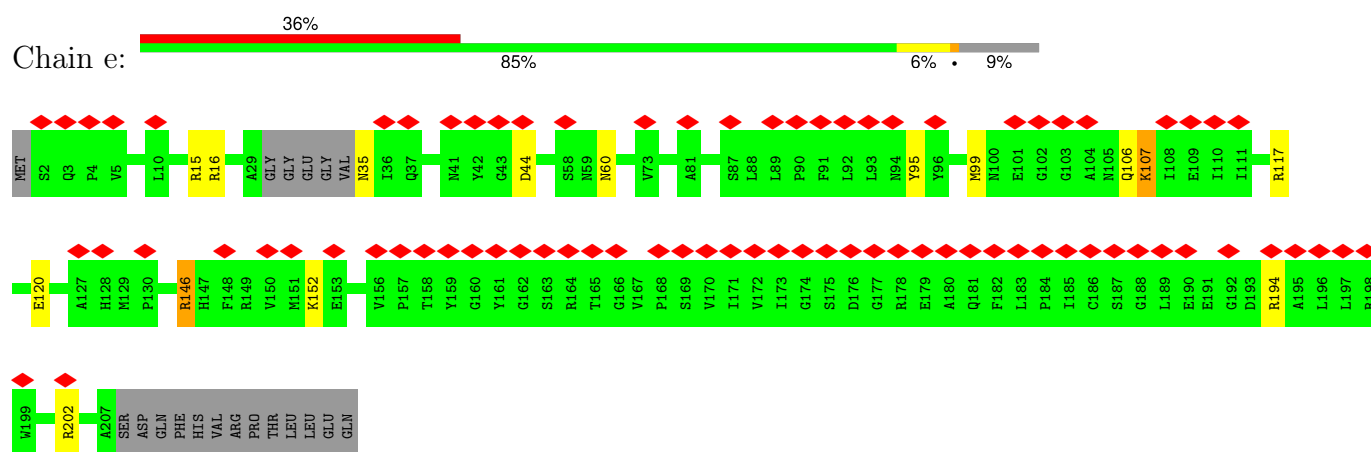 36%
Chain e:
85% 6% • 9%
MET S2 Q3 P4 V5 L10 R15 R16 A29 GLY GLY GLU GLY VAL N35 I36 Q37 N41 Y42 G43 D44 S58 N59 N60 V73 A81 S87 L88 L89 P90 F91 L92 L93 N94 Y95 Y96 M99 N100 E101 G102 G103 A104 N105 Q106 K107 I108 E109 I110 I111 R117
E120 A127 H128 M129 P130 R146 H147 F148 R149 V150 M151 K152 E153 V156 P157 T158 Y159 G160 Y161 G162 S163 R164 T165 G166 V167 P168 S169 V170 I171 V172 I173 G174 S175 D176 G177 R178 E179 A180 Q181 F182 L183 P184 I185 C186 S187 G188 L189 E190 E191 G192 D193 R194 A195 L196 L197 R198
W199 R202 A207 SER ASP GLN PHE HIS VAL ARG PRO THR LEU LEU GLU GLN